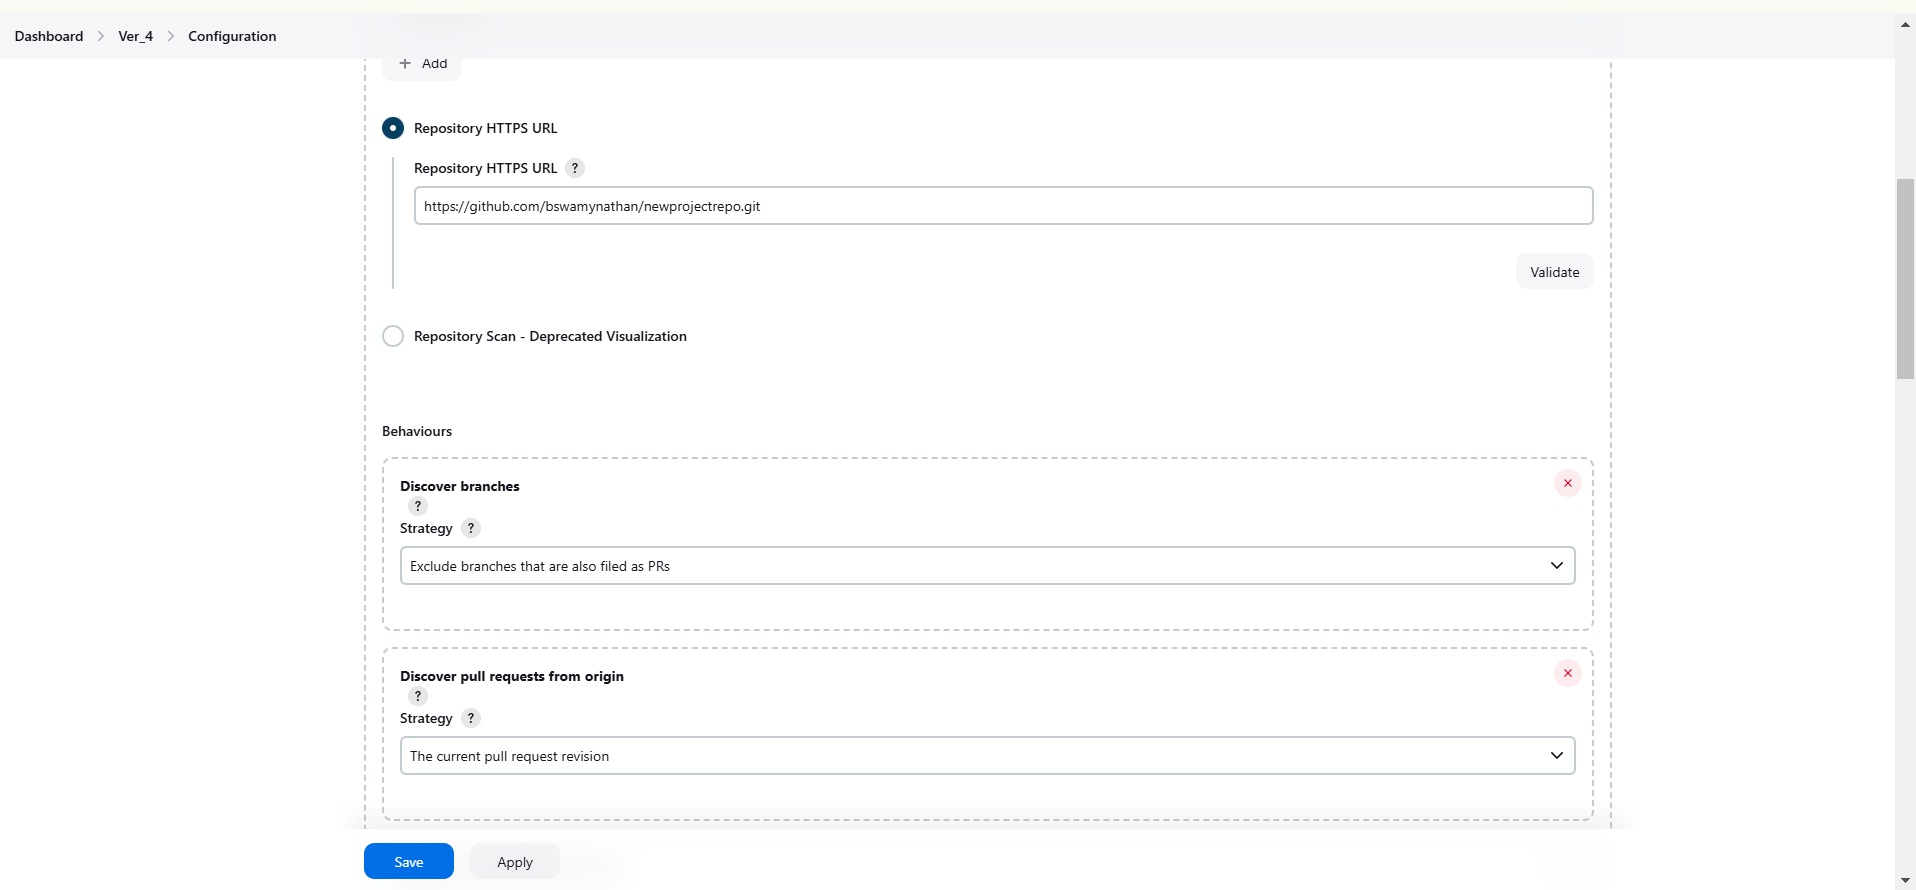 Dashboard > Ver_4 > Configuration
+ Add
Repository HTTPS URL
Repository HTTPS URL ?
https://github.com/bswamynathan/newprojectrepo.git
Validate
Repository Scan - Deprecated Visualization
Behaviours
Discover branches
?
Strategy ?
Exclude branches that are also filed as PRs
Discover pull requests from origin
?
Strategy ?
The current pull request revision
Save Apply